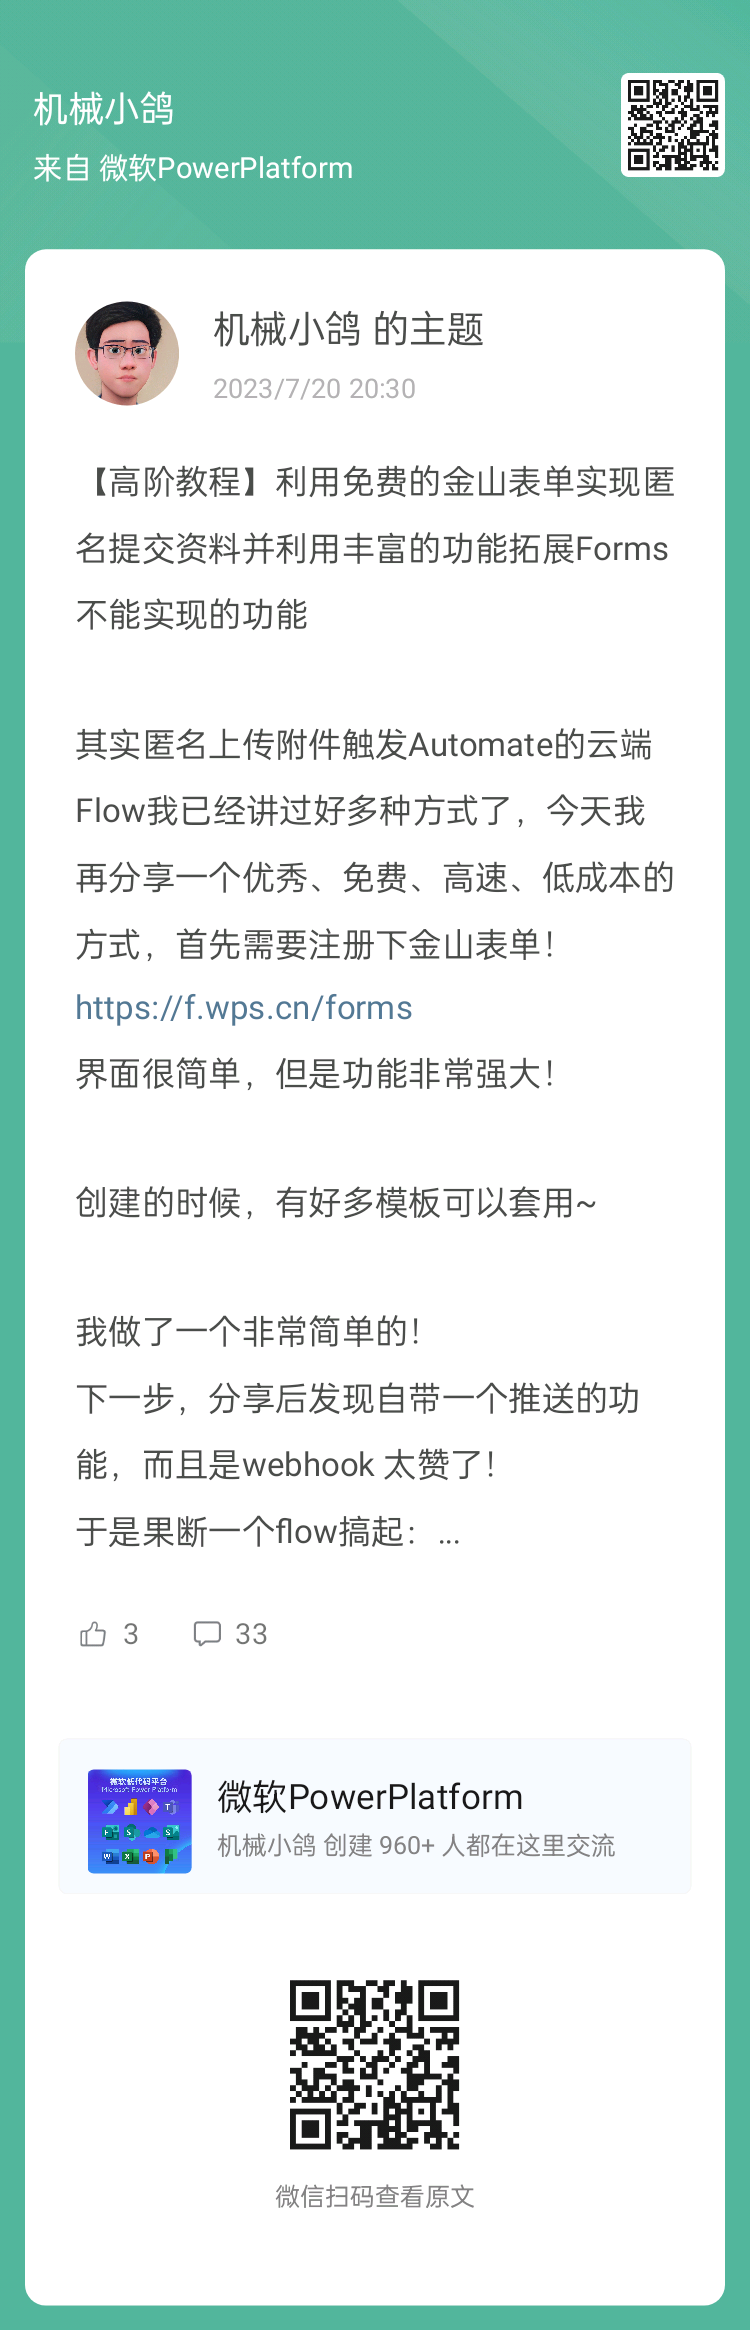 机械小鸽
来自 微软PowerPlatform
机械小鸽 的主题
2023/7/20 20:30
【高阶教程】利用免费的金山表单实现匿
名提交资料并利用丰富的功能拓展Forms
不能实现的功能
其实匿名上传附件触发Automate的云端
Flow我已经讲过好多种方式了，今天我
再分享一个优秀、免费、高速、低成本的
方式，首先需要注册下金山表单！
https://f.wps.cn/forms
界面很简单，但是功能非常强大！
创建的时候，有好多模板可以套用~
我做了一个非常简单的！
下一步，分享后发现自带一个推送的功
能，而且是webhook 太赞了！
于是果断一个flow搞起：...
3 33
微软低代码平台
Microsoft Power Platform
微软PowerPlatform
机械小鸽 创建 960+ 人都在这里交流
微信扫码查看原文